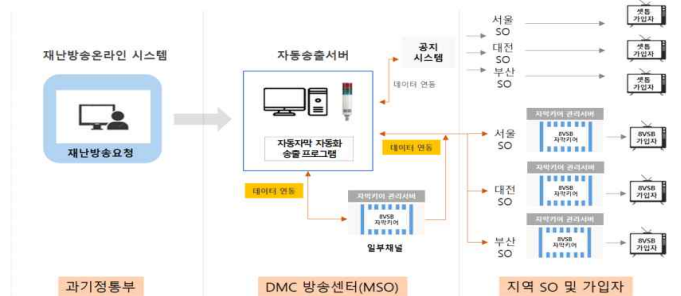 재난방송온라인 시스템
재난방송요청
과기정통부
자동송출서버
자동자막 자동화
송출프로그램
공지
시스템
데이터 연동
데이터 연동
데이터 연동
자막키어 관리서버
8VSB
자막키어
일부채널
DMC 방송센터(MSO)
서울
SO
대전
SO
부산
SO
셋톱
가입자
셋톱
가입자
셋톱
가입자
서울
SO
자막키어 관리서버
8VSB
자막키어
8VSB
가입자
대전
SO
자막키어 관리서버
8VSB
자막키어
8VSB
가입자
부산
SO
자막키어 관리서버
8VSB
자막키어
8VSB
가입자
지역 SO 및 가입자